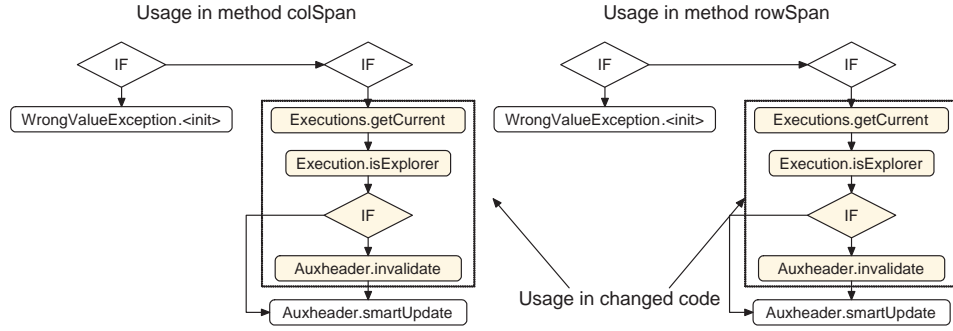 Usage in method colSpan
Usage in method rowSpan
IF
IF
IF
IF
WrongValueException.<init>
Executions.getCurrent
WrongValueException.<init>
Executions.getCurrent
Execution.isExplorer
Execution.isExplorer
IF
IF
Auxheader.invalidate
Auxheader.invalidate
Usage in changed code
Auxheader.smartUpdate
Auxheader.smartUpdate